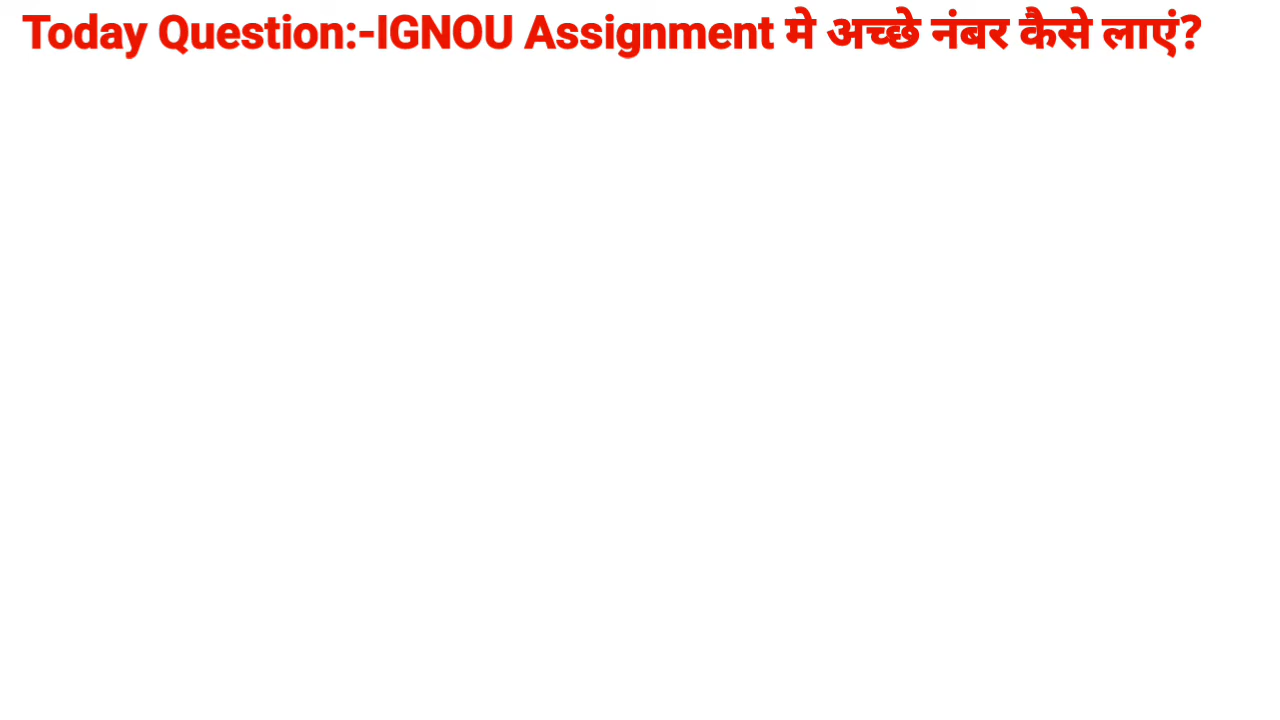 Today Question:-IGNOU Assignment मे अच्छे नंबर कैसे लाएं?